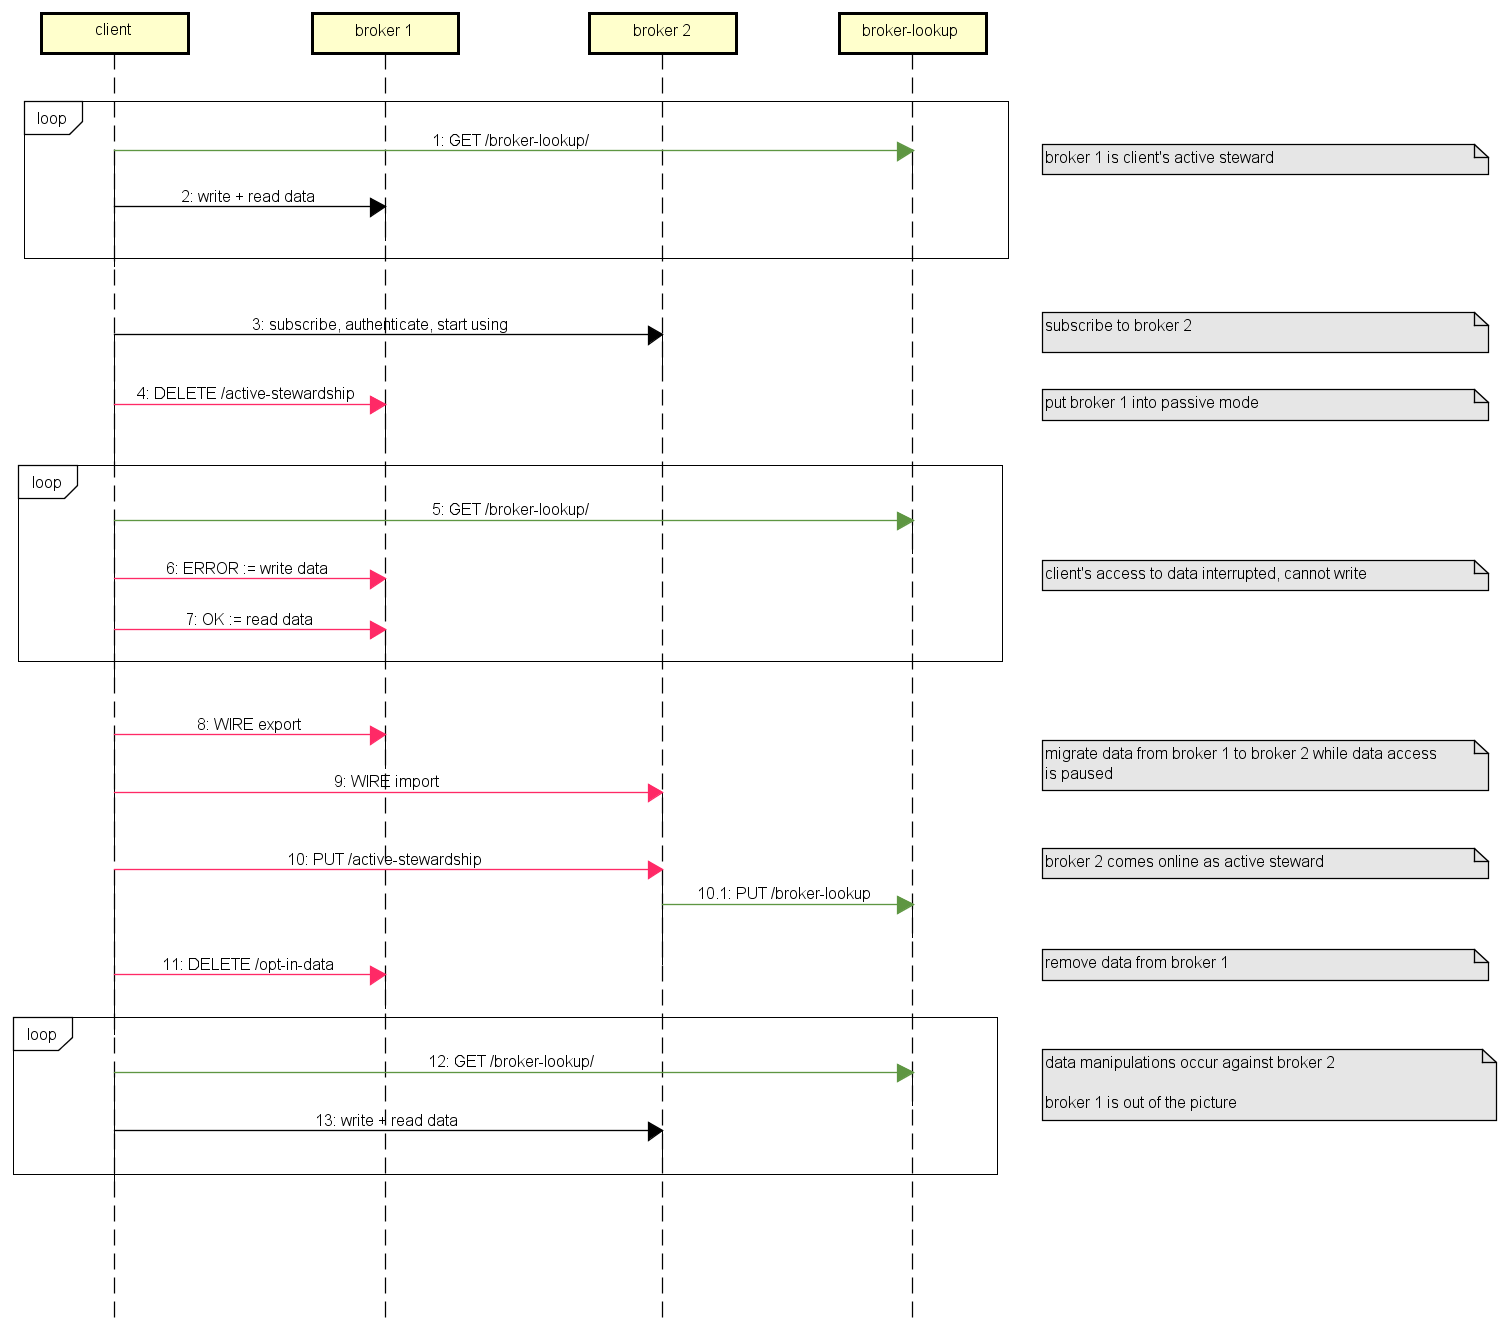 client
broker 1
broker 2
broker-lookup
loop
1: GET /broker-lookup/
broker 1 is client's active steward
2: write + read data
3: subscribe, authenticate, start using
subscribe to broker 2
4: DELETE /active-stewardship
put broker 1 into passive mode
loop
5: GET /broker-lookup/
6: ERROR := write data
client's access to data interrupted, cannot write
7: OK := read data
8: WIRE export
migrate data from broker 1 to broker 2 while data access
is paused
9: WIRE import
10: PUT /active-stewardship
broker 2 comes online as active steward
10.1: PUT /broker-lookup
11: DELETE /opt-in-data
remove data from broker 1
loop
12: GET /broker-lookup/
data manipulations occur against broker 2
broker 1 is out of the picture
13: write + read data